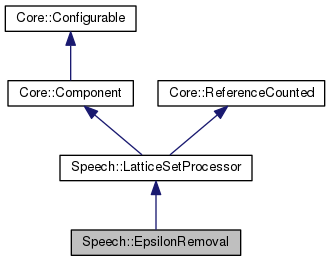 Core::Configurable
Core::Component
Core::ReferenceCounted
Speech::LatticeSetProcessor
Speech::EpsilonRemoval